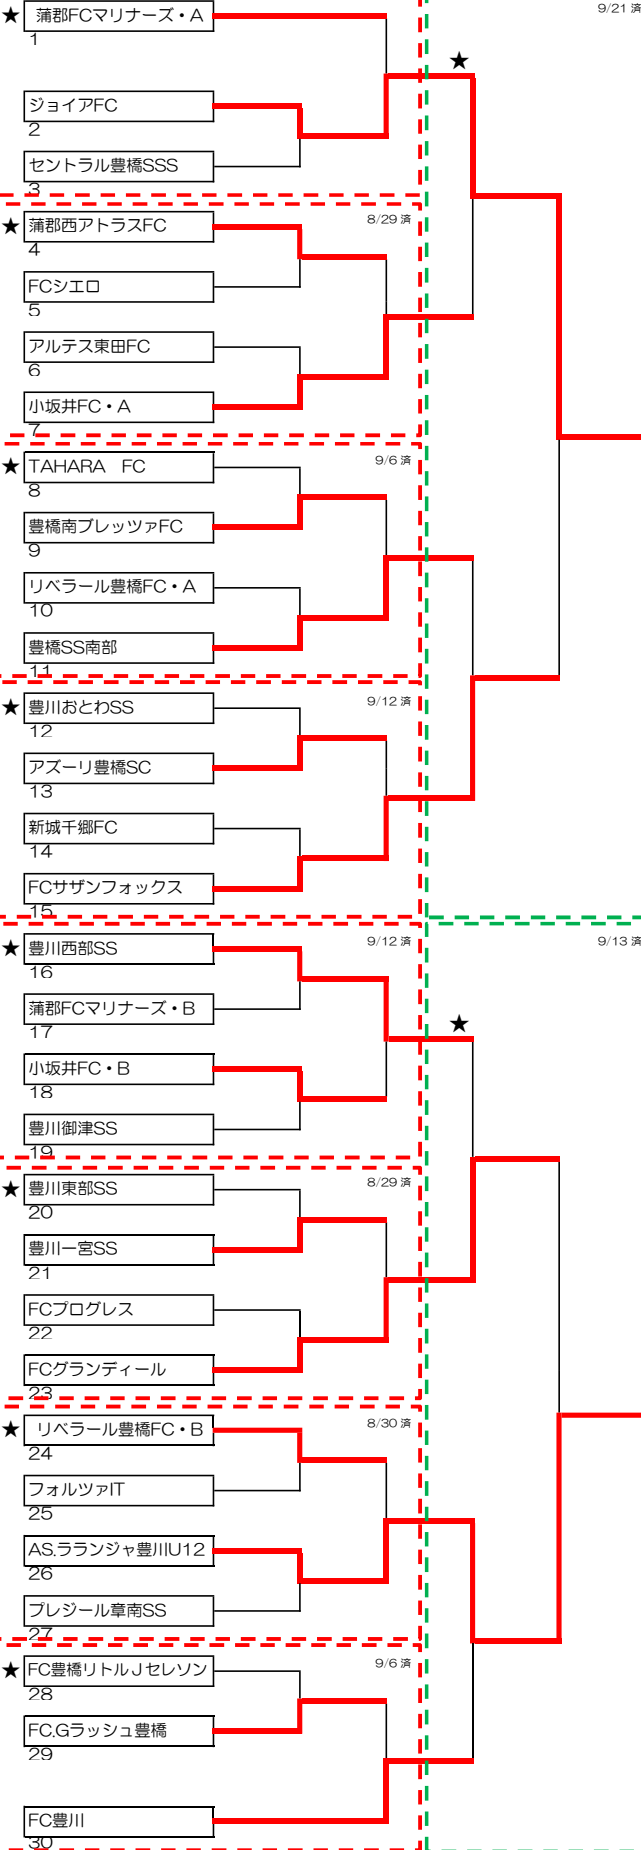 9/21 済
★ 蒲郡FCマリナーズ・A
1
★
ジョイアFC
2
セントラル豊橋SSS
3
8/29 済
★ 蒲郡西アトラスFC
4
FCシエロ
5
アルテス東田FC
6
小坂井FC・A
7
9/6 済
★ TAHARA　FC
8
豊橋南プレッツァFC
9
リベラール豊橋FC・A
10
豊橋SS南部
11
9/12 済
★ 豊川おとわSS
12
アズーリ豊橋SC
13
新城千郷FC
14
FCサザンフォックス
15
9/12 済
9/13 済
★ 豊川西部SS
16
蒲郡FCマリナーズ・B
17
★
小坂井FC・B
18
豊川御津SS
19
8/29 済
★ 豊川東部SS
20
豊川一宮SS
21
FCプログレス
22
FCグランディール
23
8/30 済
★ リベラール豊橋FC・B
24
フォルツァIT
25
AS.ラランジャ豊川U12
26
プレジール章南SS
27
9/6 済
★ FC豊橋リトルJセレソン
28
FC.Gラッシュ豊橋
29
FC豊川
30